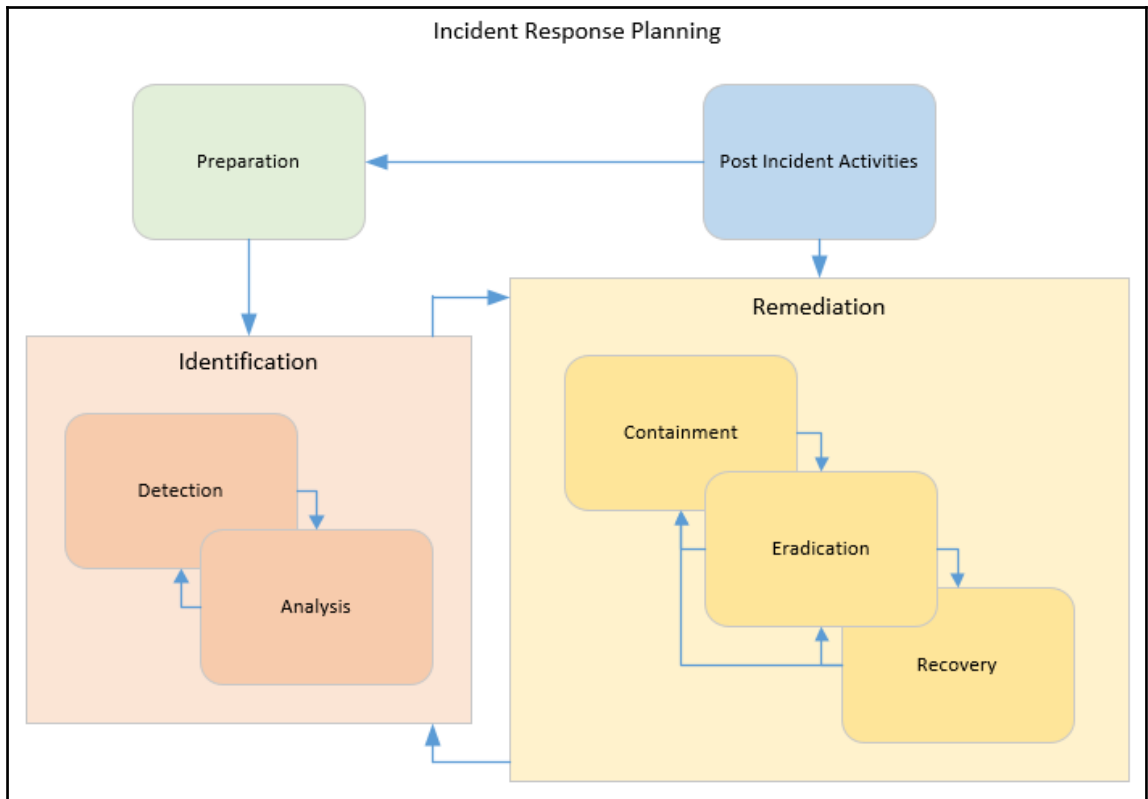 Incident Response Planning
Preparation
Post Incident Activities
Identification
Detection
Analysis
Remediation
Containment
Eradication
Recovery